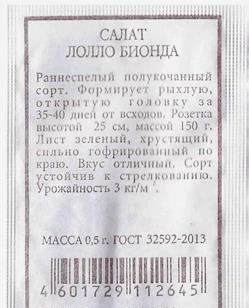 САЛАТ
ЛОЛЛО БИОНДА
Раннеспелый полукочанный
сорт. Формирует рыхлую,
открытую головку за
35-40 дней от всходов. Розетка
высотой 25 см, массой 150 г.
Лист зеленый, хрустящий,
сильно гофрированный по
краю. Вкус отличный. Сорт
устойчив к стрелкованию.
Урожайность 3 кг/м².
МАССА 0,5 г. ГОСТ 32592-2013
4 601729 112645